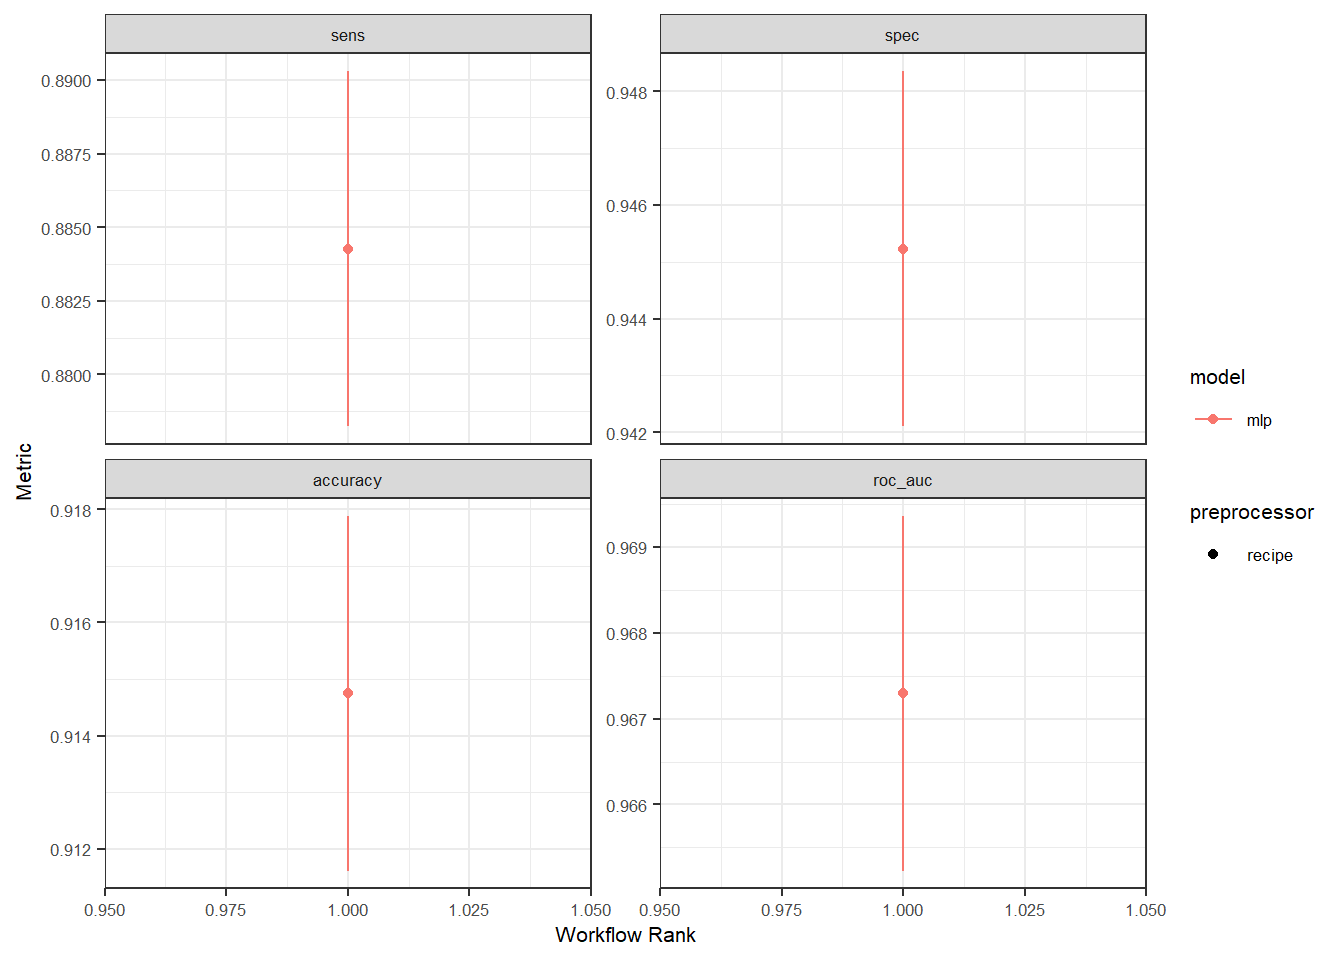 sens
spec
0.8900
0.8875
0.8850
0.8825
0.8800
0.948
0.946
0.944
0.942
Metric
accuracy
roc_auc
0.918
0.916
0.914
0.912
0.969
0.968
0.967
0.966
0.950 0.975 1.000 1.025 1.050
0.950 0.975 1.000 1.025 1.050
Workflow Rank
model
mlp
preprocessor
recipe